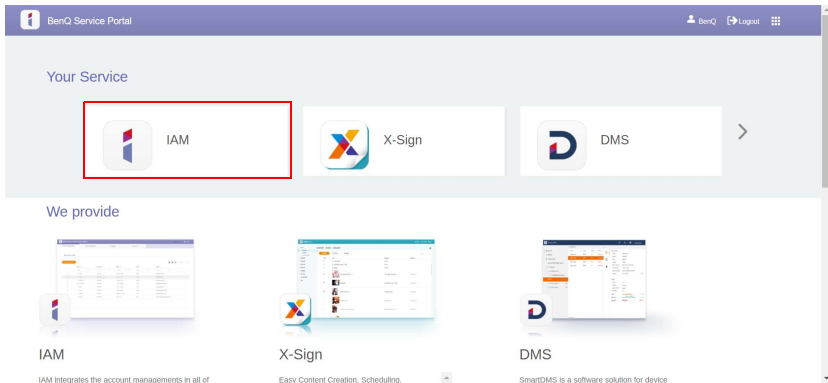 BenQ Service Portal
BenQ Logout
Your Service
IAM X-Sign DMS
We provide
IAM X-Sign DMS
IAM integrates the account managements in all of Easy Content Creation, Scheduling, SmartDMS is a software solution for device